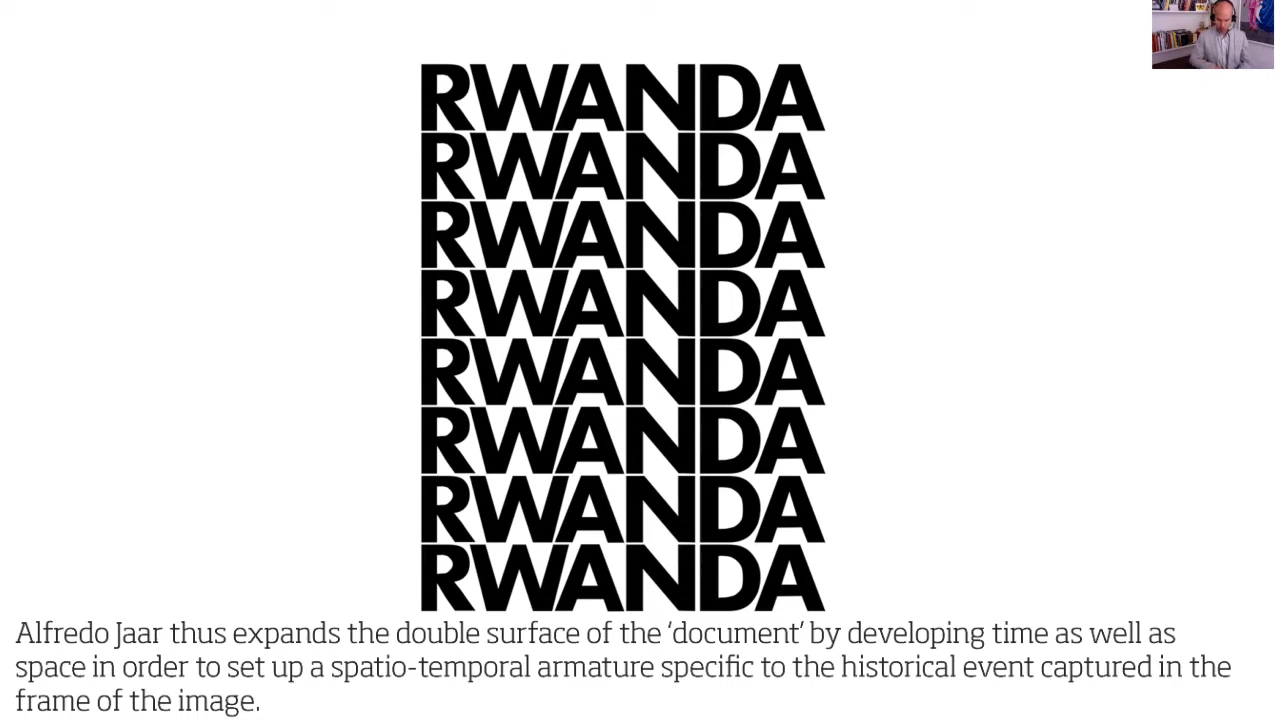 RWANDA
RWANDA
RWANDA
RWANDA
RWANDA
RWANDA
RWANDA
RWANDA
Alfredo Jaar thus expands the double surface of the ‘document’ by developing time as well as
space in order to set up a spatio-temporal armature specific to the historical event captured in the
frame of the image.